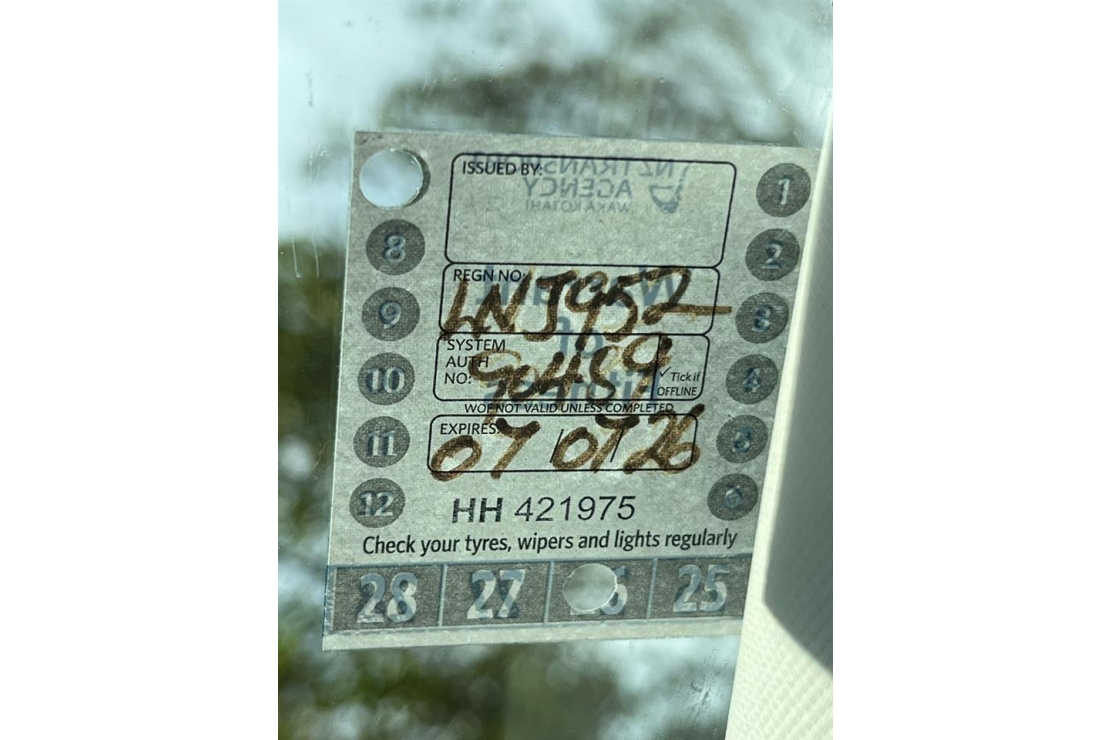 ISSUED BY:
NZ TRANSPORT
AGENCY
WAKA KOTAHI
1
8
2
REGN NO:
LNJ952
9
3
SYSTEM
AUTH
NO: 90459
✓ Tick if
OFFLINE
10
4
WOF NOT VALID UNLESS COMPLETED
EXPIRES:
07/07/26
11
5
12
6
HH 421975
Check your tyres, wipers and lights regularly
28 27 26 25